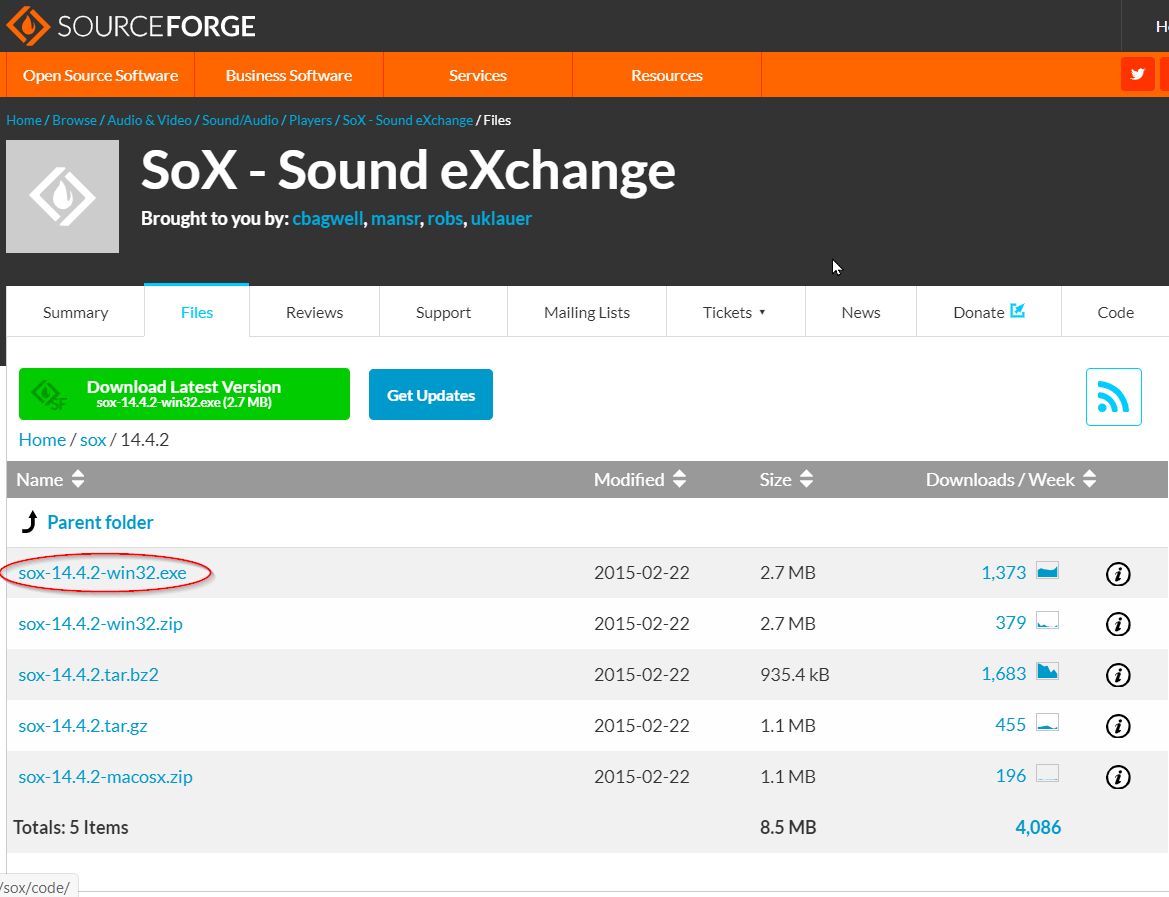 SOURCEFORGE
Open Source Software Business Software Services Resources
Home / Browse / Audio & Video / Sound/Audio / Players / SoX - Sound eXchange / Files
SoX - Sound eXchange
Brought to you by: cbagwell, mansr, robs, uklauer
Summary Files Reviews Support Mailing Lists Tickets ▾ News Donate Code
SF
Download Latest Version
sox-14.4.2-win32.exe (2.7 MB)
Get Updates
Home / sox / 14.4.2
Name Modified Size Downloads / Week
Parent folder
sox-14.4.2-win32.exe 2015-02-22 2.7 MB 1,373 i
sox-14.4.2-win32.zip 2015-02-22 2.7 MB 379 i
sox-14.4.2.tar.bz2 2015-02-22 935.4 kB 1,683 i
sox-14.4.2.tar.gz 2015-02-22 1.1 MB 455 i
sox-14.4.2-macosx.zip 2015-02-22 1.1 MB 196 i
Totals: 5 Items 8.5 MB 4,086
/sox/code/